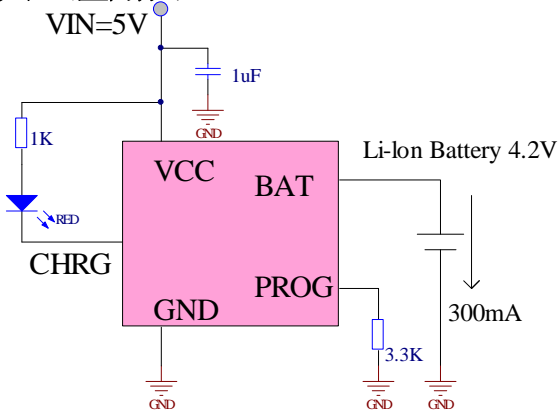 VIN=5V
1uF
GND
1K
Li-Ion Battery 4.2V
VCC
BAT
RED
CHRG
PROG
GND
300mA
3.3K
GND
GND
GND